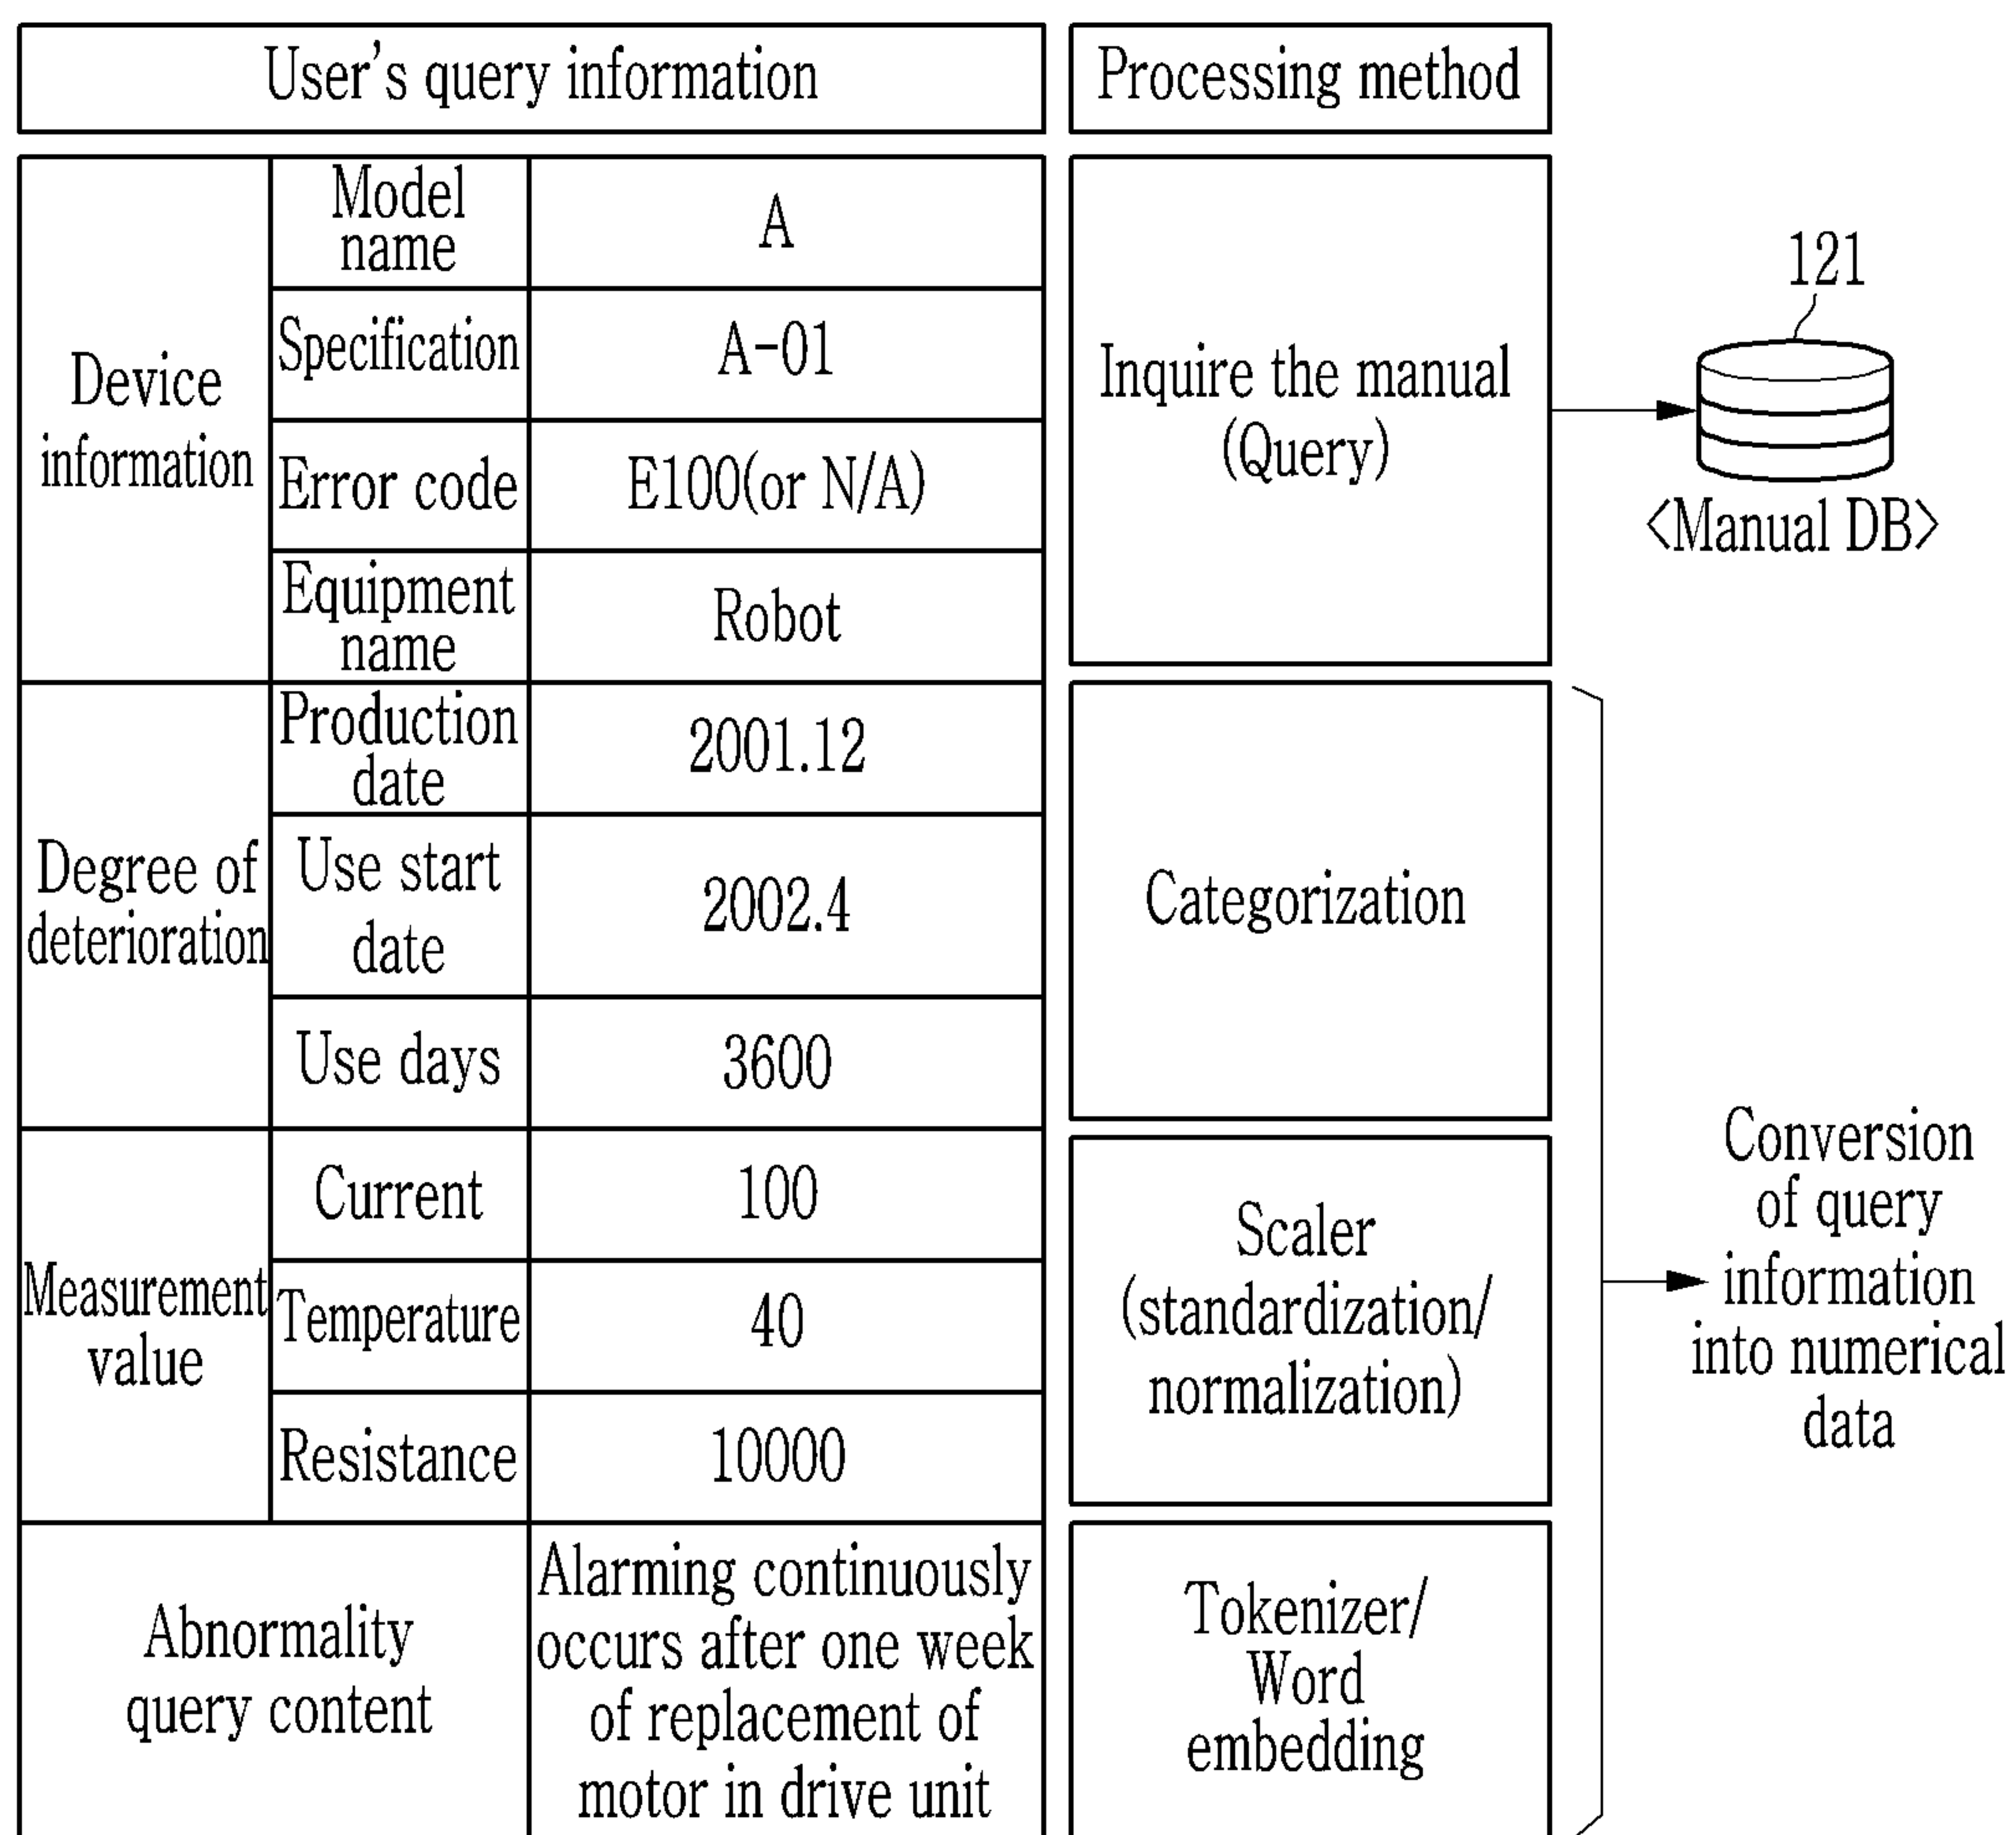 User's query information
Processing method
Device
information
Model
name
A
Specification
A-01
Error code
E100(or N/A)
Equipment
name
Robot
Inquire the manual
(Query)
121
<Manual DB>
Degree of
deterioration
Production
date
2001.12
Use start
date
2002.4
Use days
3600
Categorization
Measurement
value
Current
100
Temperature
40
Resistance
10000
Scaler
(standardization/
normalization)
Conversion
of query
information
into numerical
data
Abnormality
query content
Alarming continuously
occurs after one week
of replacement of
motor in drive unit
Tokenizer/
Word
embedding